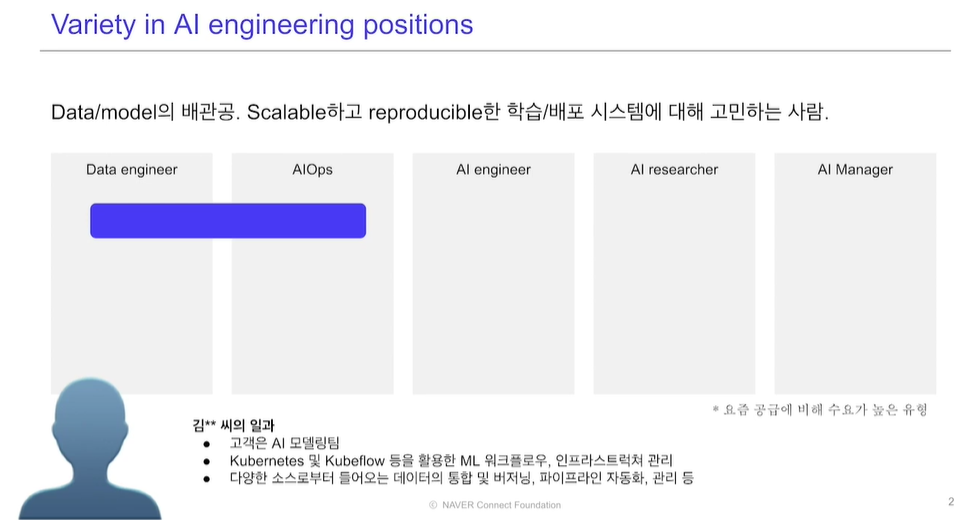 Variety in AI engineering positions
Data/model의 배관공. Scalable하고 reproducible한 학습/배포 시스템에 대해 고민하는 사람.
Data engineer
AIOps
AI engineer
AI researcher
AI Manager
* 요즘 공급에 비해 수요가 높은 유형
김** 씨의 일과
● 고객은 AI 모델링팀
● Kubernetes 및 Kubeflow 등을 활용한 ML 워크플로우, 인프라스트럭쳐 관리
● 다양한 소스로부터 들어오는 데이터의 통합 및 버저닝, 파이프라인 자동화, 관리 등
© NAVER Connect Foundation
2